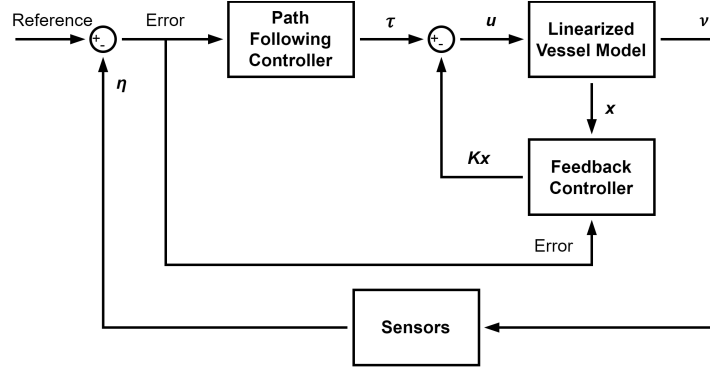 Reference
+
-
Error
Path
Following
Controller
τ
+
-
u
Linearized
Vessel Model
ν
η
x
Kx
Feedback
Controller
Error
Sensors